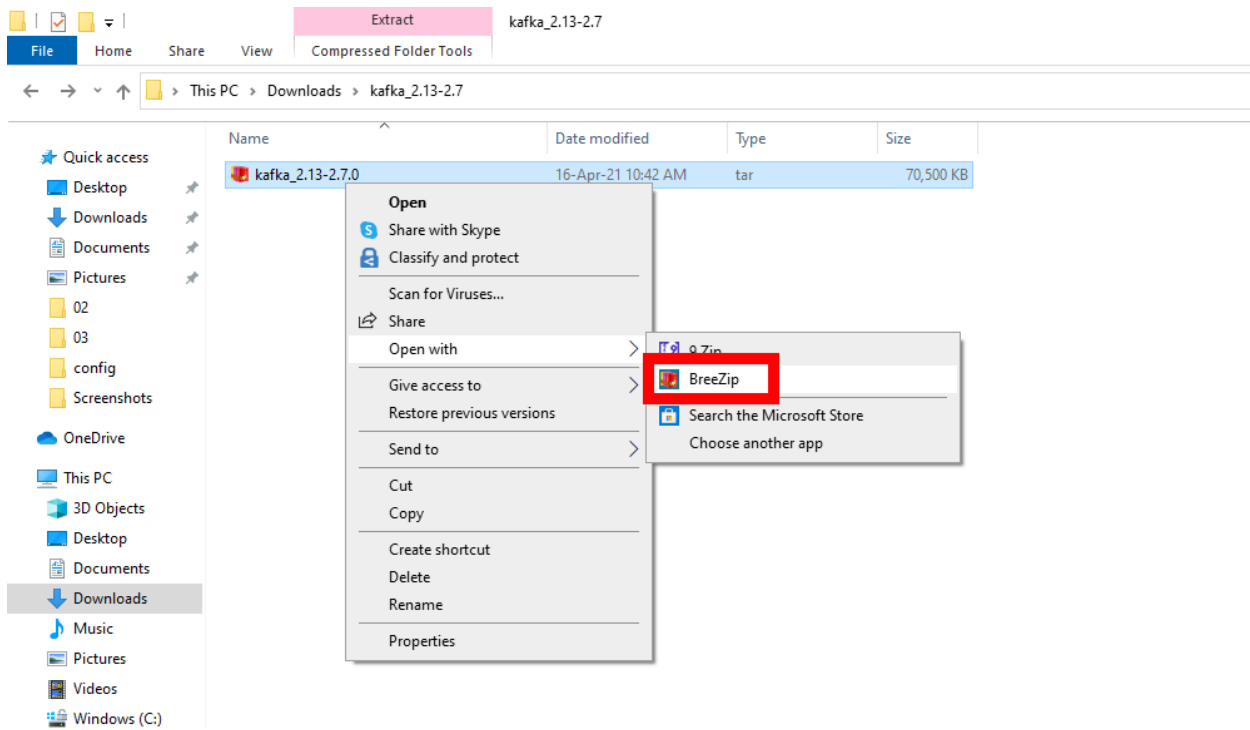 Extract
kafka_2.13-2.7
File Home Share View Compressed Folder Tools
This PC Downloads kafka_2.13-2.7
Name Date modified Type Size
kafka_2.13-2.7.0 16-Apr-21 10:42 AM tar 70,500 KB
Quick access
Desktop
Downloads
Documents
Pictures
02
03
config
Screenshots
OneDrive
This PC
3D Objects
Desktop
Documents
Downloads
Music
Pictures
Videos
Windows (C:)
Open
Share with Skype
Classify and protect
Scan for Viruses...
Share
Open with
Give access to
Restore previous versions
Send to
Cut
Copy
Create shortcut
Delete
Rename
Properties
BreeZip
Search the Microsoft Store
Choose another app